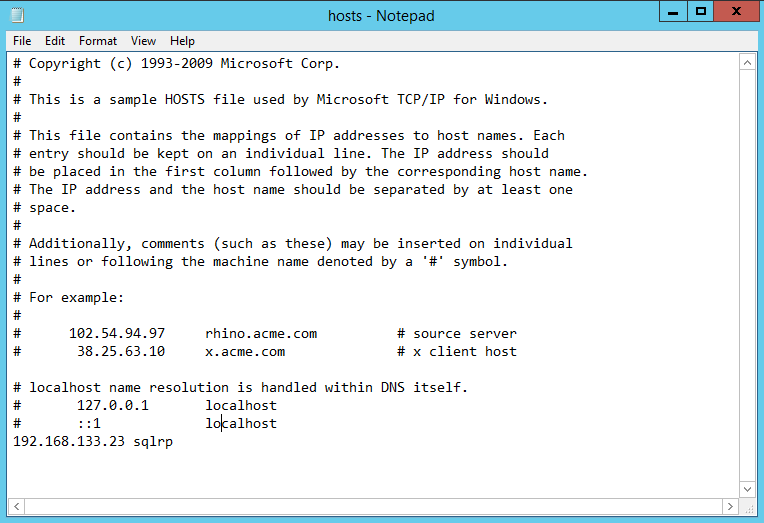 hosts - Notepad
File Edit Format View Help
# Copyright (c) 1993-2009 Microsoft Corp.
#
# This is a sample HOSTS file used by Microsoft TCP/IP for Windows.
#
# This file contains the mappings of IP addresses to host names. Each
# entry should be kept on an individual line. The IP address should
# be placed in the first column followed by the corresponding host name.
# The IP address and the host name should be separated by at least one
# space.
#
# Additionally, comments (such as these) may be inserted on individual
# lines or following the machine name denoted by a '#' symbol.
#
# For example:
#
#      102.54.94.97     rhino.acme.com          # source server
#       38.25.63.10     x.acme.com              # x client host

# localhost name resolution is handled within DNS itself.
#       127.0.0.1       localhost
#       ::1             localhost
192.168.133.23 sqlrp